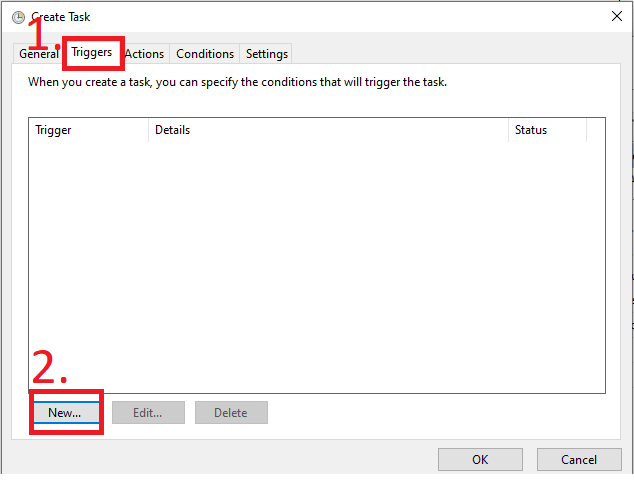 Create Task
1.
General Triggers Actions Conditions Settings
When you create a task, you can specify the conditions that will trigger the task.
Trigger Details Status
2.
New... Edit... Delete
OK Cancel